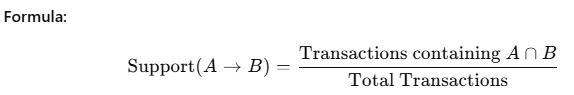 Formula:
Support(A → B) = Transactions containing A ∩ B / Total Transactions